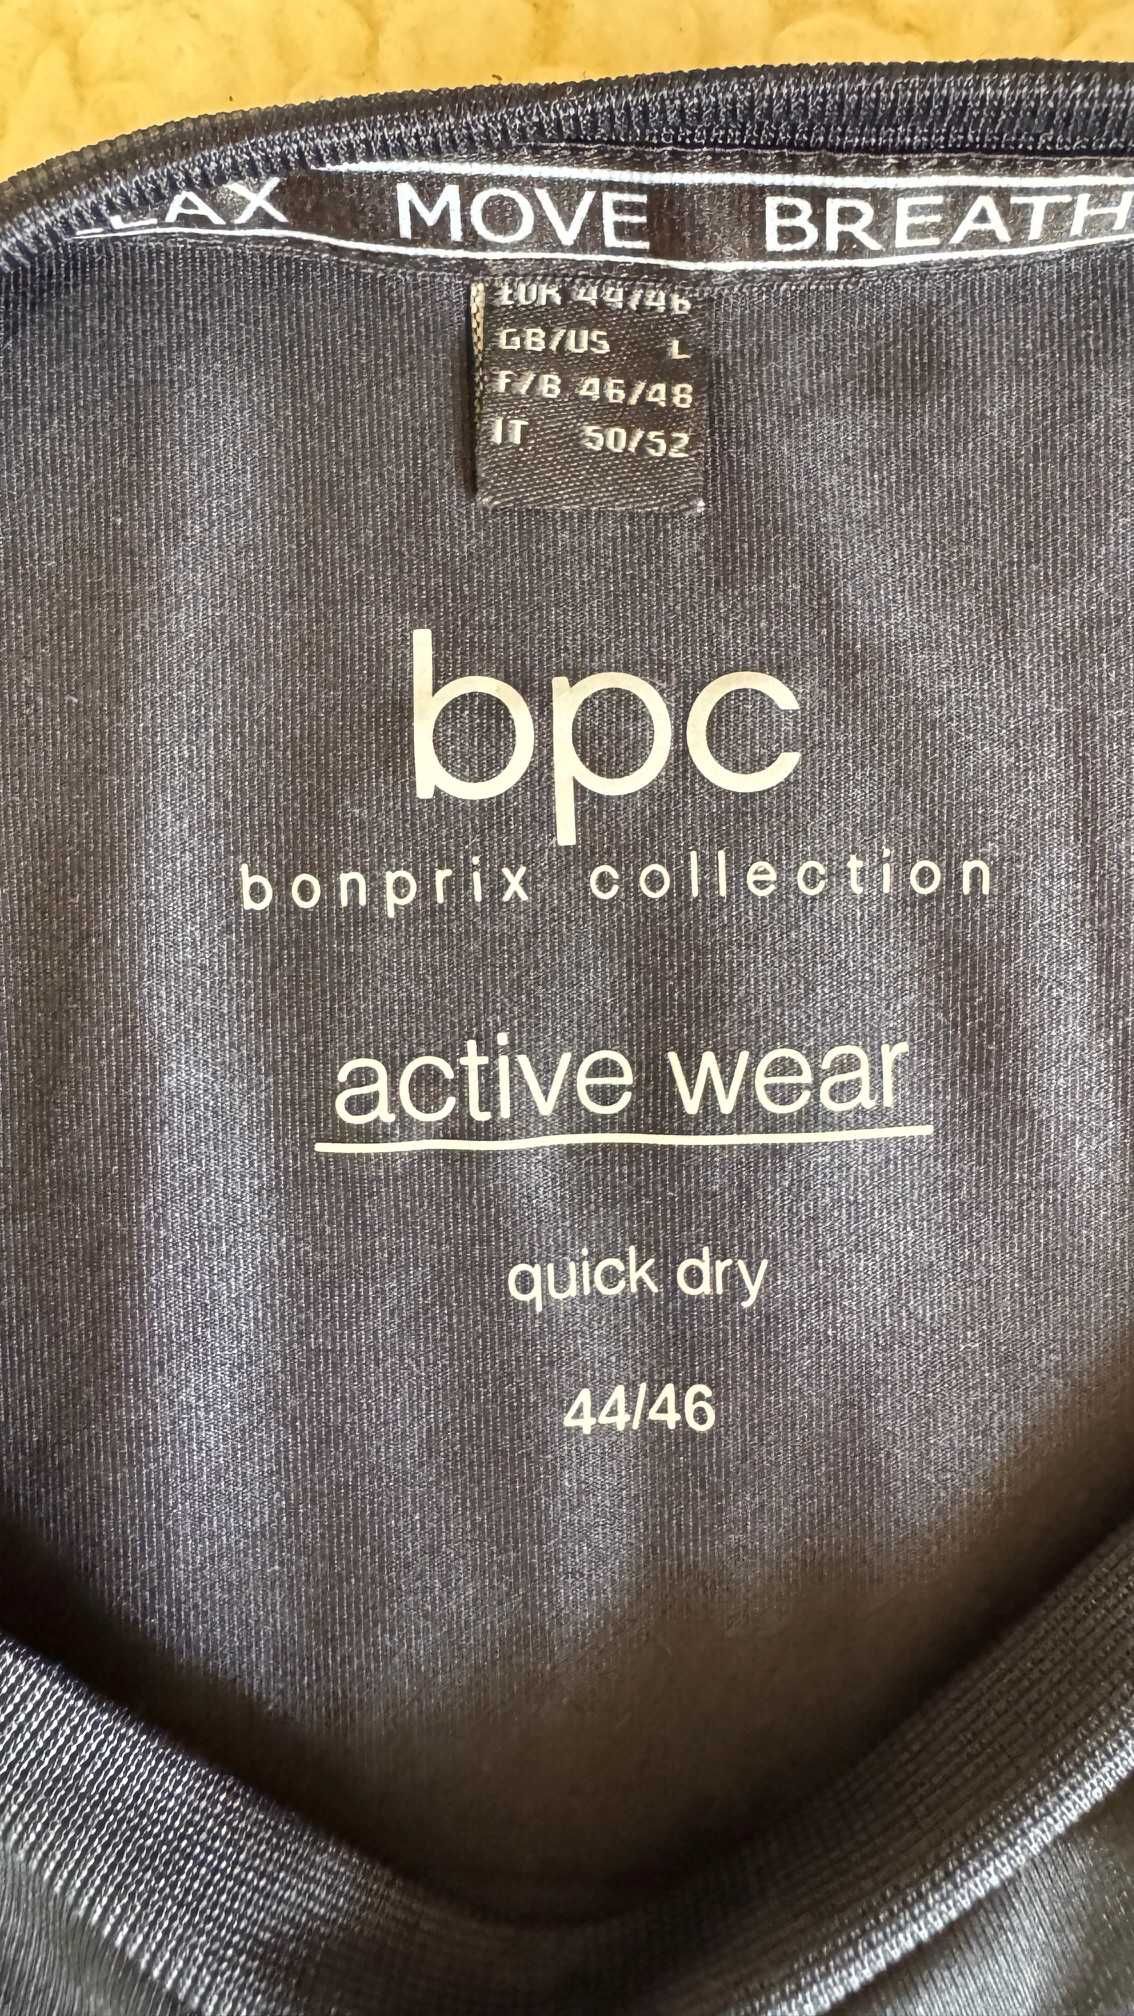 MOVE BREATH
EUR 44/46
GB/US L
F/B 46/48
IT 50/52
bpc
bonprix collection
active wear
quick dry
44/46